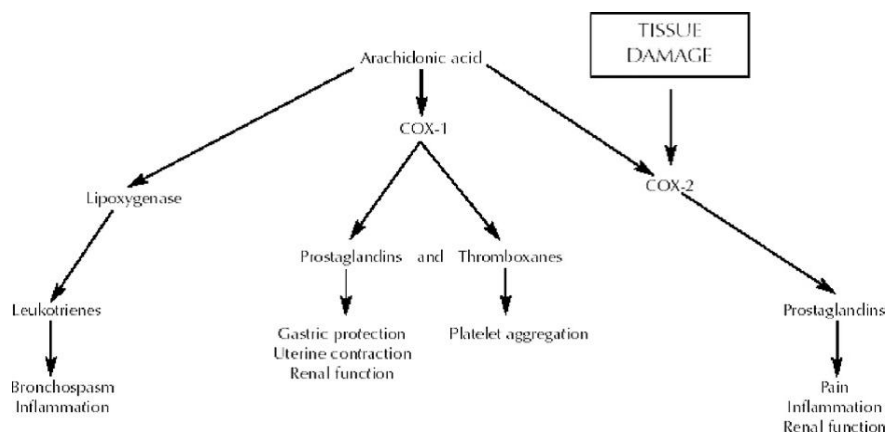 TISSUE
DAMAGE
Arachidonic acid
COX-1
COX-2
Lipoxygenase
Prostaglandins and Thromboxanes
Leukotrienes
Prostaglandins
Gastric protection
Uterine contraction
Renal function
Platelet aggregation
Bronchospasm
Inflammation
Pain
Inflammation
Renal function